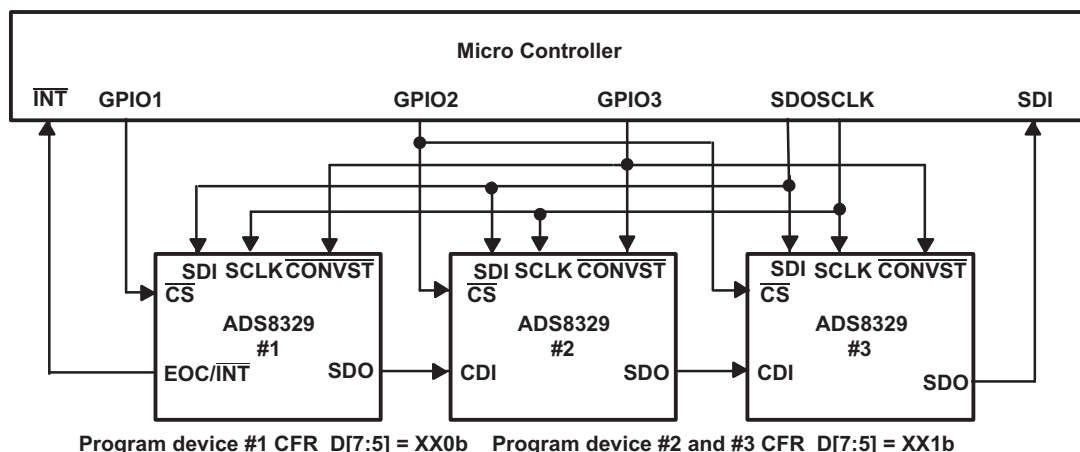 Micro Controller
INT GPIO1 GPIO2 GPIO3 SDOSCLK SDI
SDI SCLK CONVST
CS
ADS8329
#1
EOC/INT SDO
SDI SCLK CONVST
CS
ADS8329
#2
CDI SDO
SDI SCLK CONVST
CS
ADS8329
#3
CDI SDO
Program device #1 CFR_D[7:5] = XX0b Program device #2 and #3 CFR_D[7:5] = XX1b